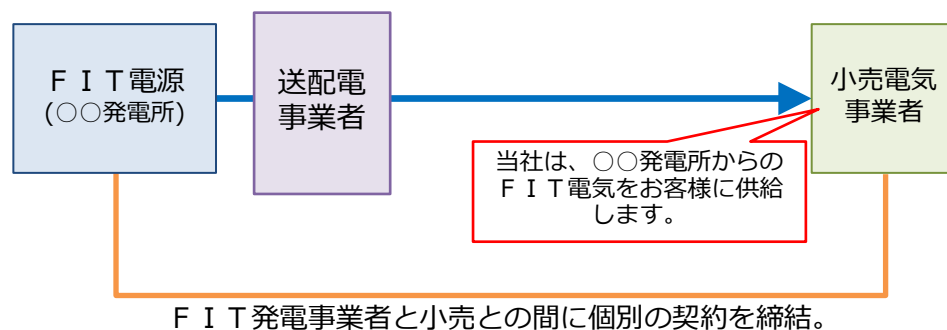 ＦＩＴ電源
(○○発電所)
送配電
事業者
小売電気
事業者
当社は、○○発電所からの
ＦＩＴ電気をお客様に供給
します。
ＦＩＴ発電事業者と小売との間に個別の契約を締結。